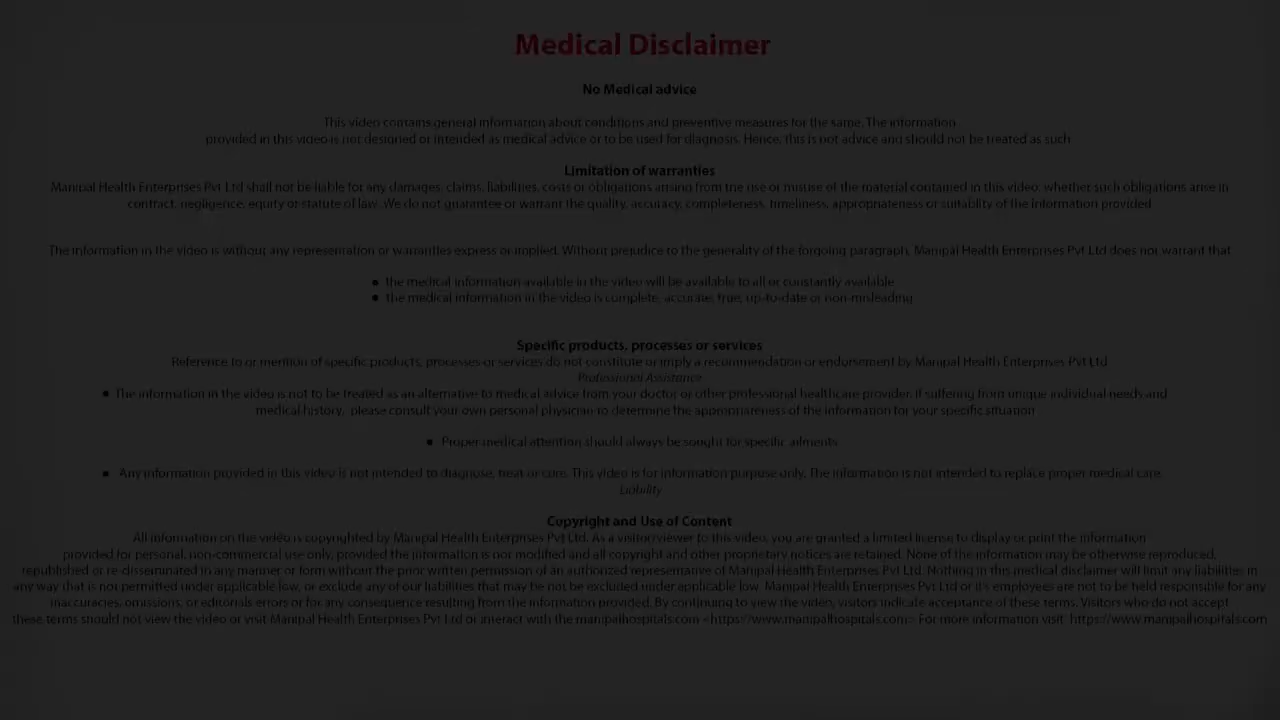 Medical Disclaimer
No Medical advice
This video contains general information about conditions and preventive measures for the same. The information
provided in this video is not designed or intended as medical advice or to be used for diagnosis. Hence, this is not advice and should not be treated as such
Limitation of warranties
Manipal Health Enterprises Pvt Ltd shall not be liable for any damages, claims, liabilities, costs or obligations arising from the use or misuse of the material contained in this video, whether such obligations arise in
contract, negligence, equity or statute of law. We do not guarantee or warrant the quality, accuracy, completeness, timeliness, appropriateness or suitablity of the information provided
The information in the video is without any representation or warranties express or implied. Without prejudice to the generality of the forgoing paragraph, Manipal Health Enterprises Pvt Ltd does not warrant that
● the medical information available in the video will be available to all or constantly available
● the medical information in the video is complete, accurate, true, up-to-date or non-misleading
Specific products, processes or services
Reference to or mention of specific products, processes or services do not constitute or imply a recommendation or endorsement by Manipal Health Enterprises Pvt Ltd
Professional Assistance
● The information in the video is not to be treated as an alternative to medical advice from your doctor or other professional healthcare provider. If suffering from unique individual needs and
medical history, please consult your own personal physician to determine the appropriateness of the information for your specific situation
● Proper medical attention should always be sought for specific ailments
● Any information provided in this video is not intended to diagnose, treat or cure. This video is for information purpose only. The information is not intended to replace proper medical care.
Liability
Copyright and Use of Content
All information on the video is copyrighted by Manipal Health Enterprises Pvt Ltd. As a visitor/viewer to this video, you are granted a limited license to display or print the information
provided for personal, non-commercial use only, provided the information is not modified and all copyright and other proprietary notices are retained. None of the information may be otherwise reproduced,
republished or re-disseminated in any manner or form without the prior written permission of an authorized representative of Manipal Health Enterprises Pvt Ltd. Nothing in this medical disclaimer will limit any liabilities in
any way that is not permitted under applicable law, or exclude any of our liabilities that may be not be excluded under applicable law. Manipal Health Enterprises Pvt Ltd or it's employees are not to be held responsible for any
inaccuracies, omissions, or editorials errors or for any consequence resulting from the information provided. By continuing to view the video, visitors indicate acceptance of these terms. Visitors who do not accept
these terms should not view the video or visit Manipal Health Enterprises Pvt Ltd or interact with the manipalhospitals.com <https://www.manipalhospitals.com> For more information visit https://www.manipalhospitals.com